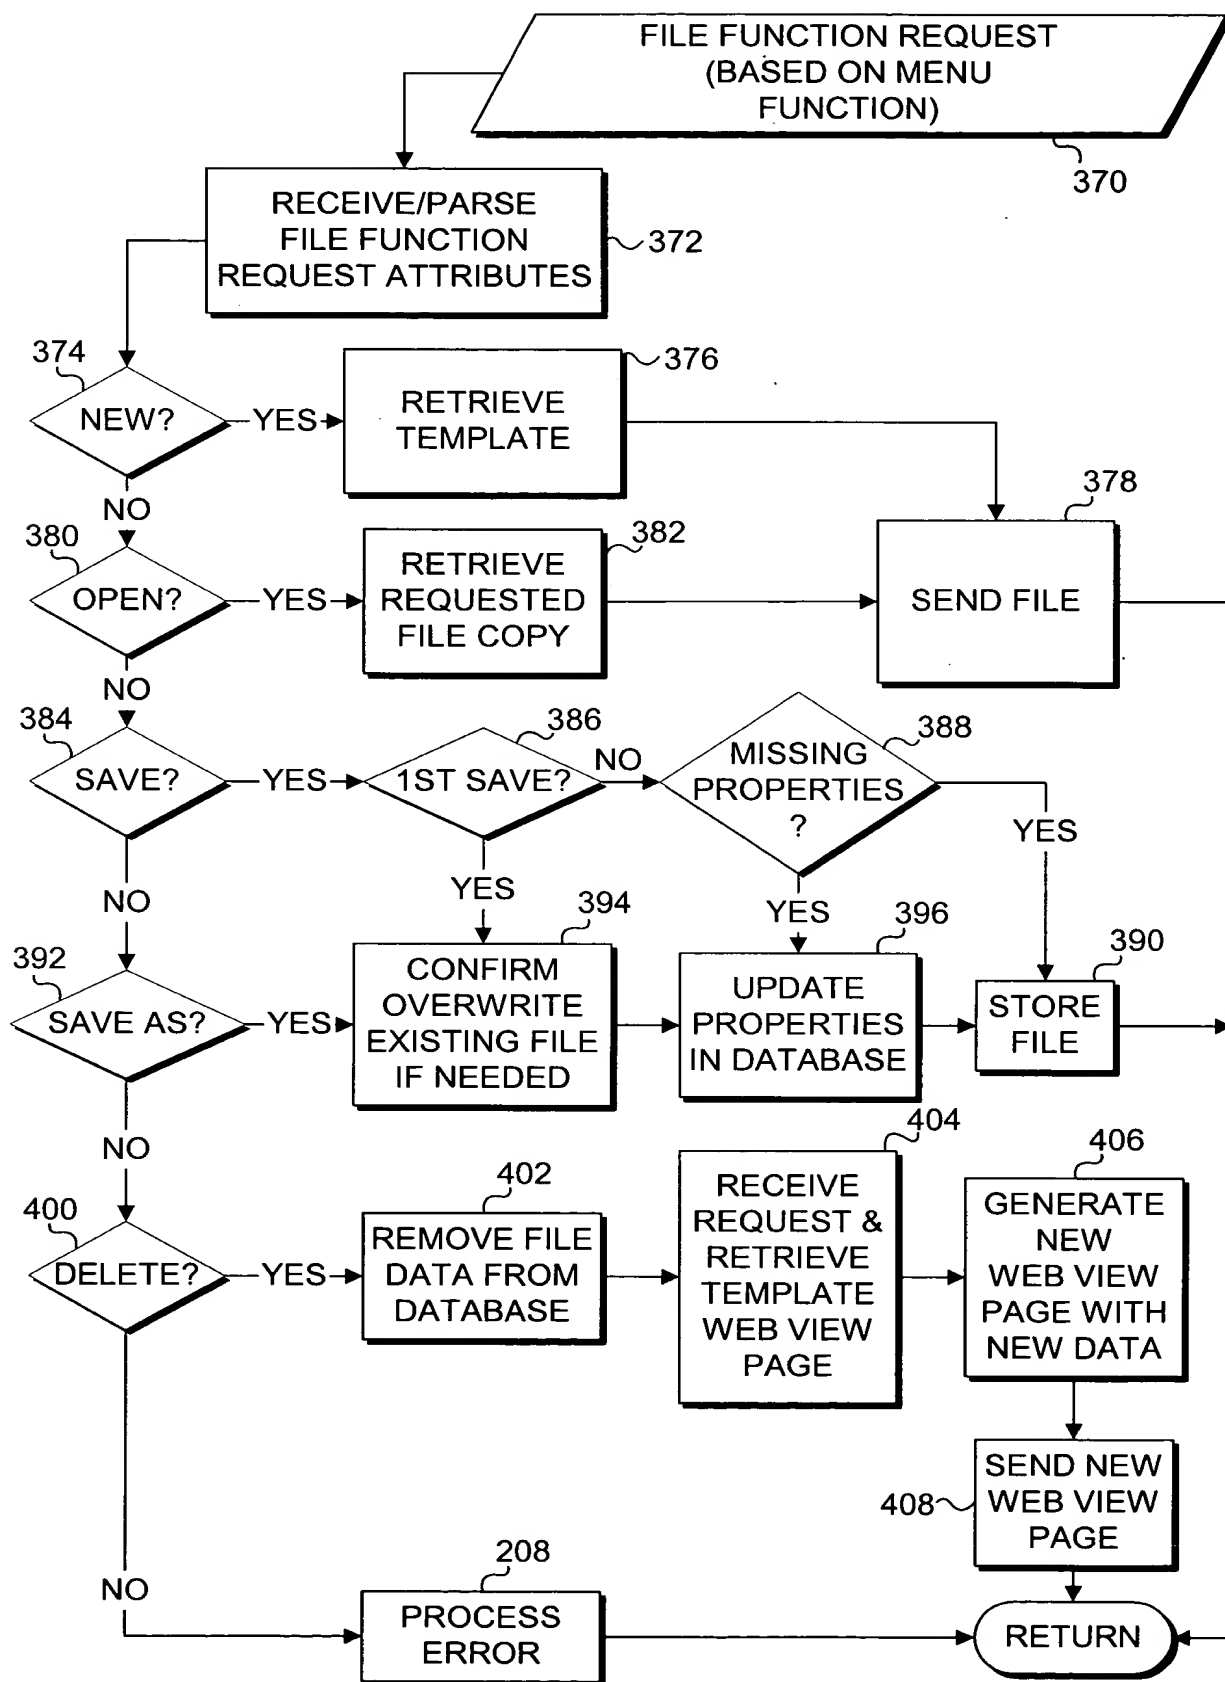 FILE FUNCTION REQUEST
(BASED ON MENU
FUNCTION)
370
RECEIVE/PARSE
FILE FUNCTION
REQUEST ATTRIBUTES
372
374
NEW?
YES
376
RETRIEVE
TEMPLATE
NO
378
SEND FILE
380
OPEN?
YES
382
RETRIEVE
REQUESTED
FILE COPY
NO
384
SAVE?
YES
386
1ST SAVE?
NO
388
MISSING
PROPERTIES
?
YES
NO
YES
YES
392
SAVE AS?
YES
394
CONFIRM
OVERWRITE
EXISTING FILE
IF NEEDED
396
UPDATE
PROPERTIES
IN DATABASE
390
STORE
FILE
NO
400
DELETE?
YES
402
REMOVE FILE
DATA FROM
DATABASE
404
RECEIVE
REQUEST &
RETRIEVE
TEMPLATE
WEB VIEW
PAGE
406
GENERATE
NEW
WEB VIEW
PAGE WITH
NEW DATA
408
SEND NEW
WEB VIEW
PAGE
NO
208
PROCESS
ERROR
RETURN